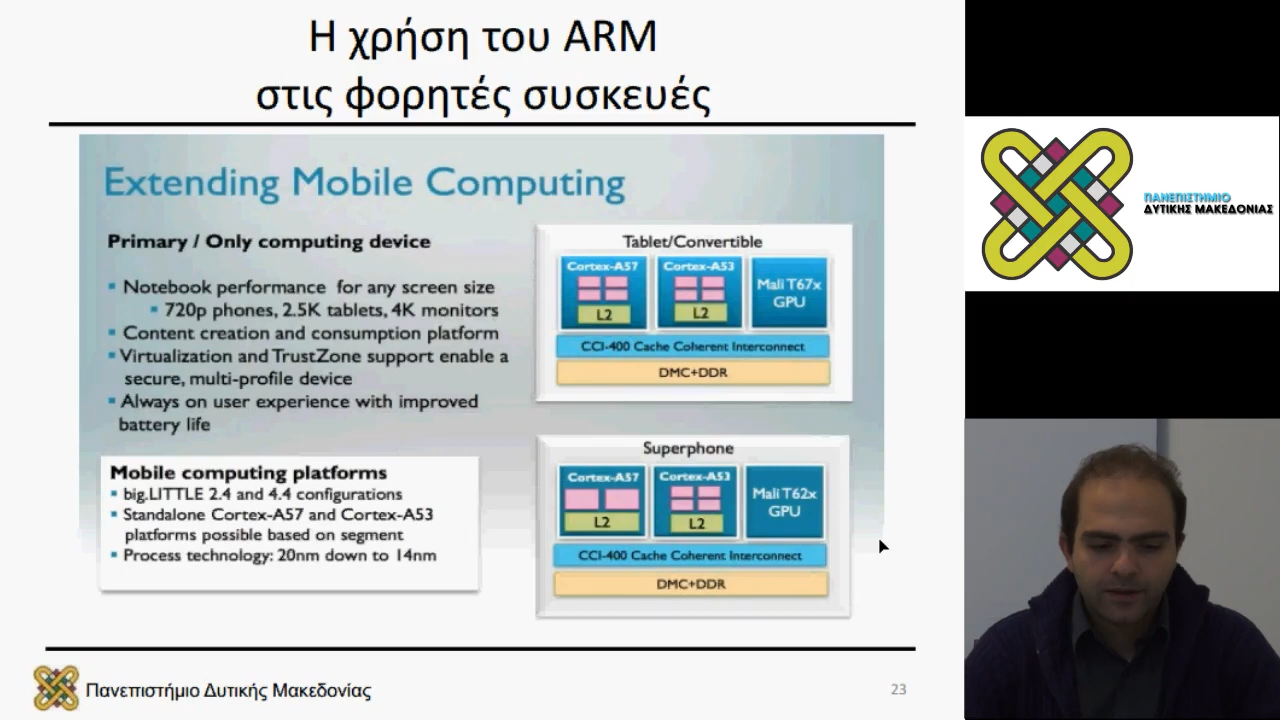 Η χρήση του ARM
στις φορητές συσκευές
Extending Mobile Computing
Primary / Only computing device
▪ Notebook performance for any screen size
▪ 720p phones, 2.5K tablets, 4K monitors
▪ Content creation and consumption platform
▪ Virtualization and TrustZone support enable a
secure, multi-profile device
▪ Always on user experience with improved
battery life
Mobile computing platforms
▪ big.LITTLE 2.4 and 4.4 configurations
▪ Standalone Cortex-A57 and Cortex-A53
platforms possible based on segment
▪ Process technology: 20nm down to 14nm
Tablet/Convertible
Cortex-A57
L2
Cortex-A53
L2
Mali T67x
GPU
CCI-400 Cache Coherent Interconnect
DMC+DDR
Superphone
Cortex-A57
L2
Cortex-A53
L2
Mali T62x
GPU
CCI-400 Cache Coherent Interconnect
DMC+DDR
Πανεπιστήμιο Δυτικής Μακεδονίας
23
ΠΑΝΕΠΙΣΤΗΜΙΟ
ΔΥΤΙΚΗΣ ΜΑΚΕΔΟΝΙΑΣ